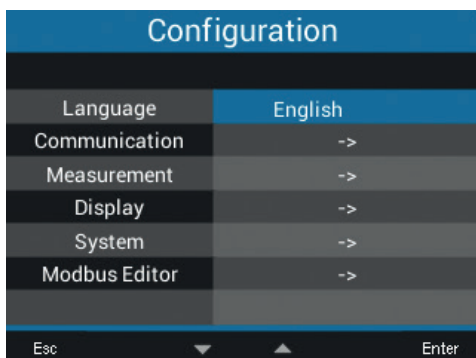 Configuration
Language English
Communication ->
Measurement ->
Display ->
System ->
Modbus Editor ->
Esc Enter